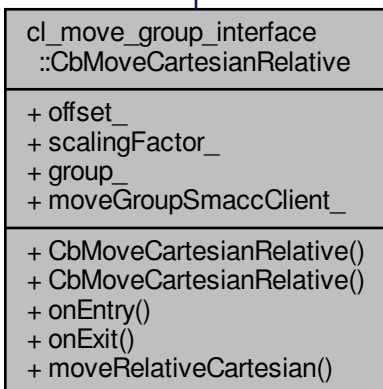 cl_move_group_interface
::CbMoveCartesianRelative
+ offset_
+ scalingFactor_
+ group_
+ moveGroupSmaccClient_
+ CbMoveCartesianRelative()
+ CbMoveCartesianRelative()
+ onEntry()
+ onExit()
+ moveRelativeCartesian()